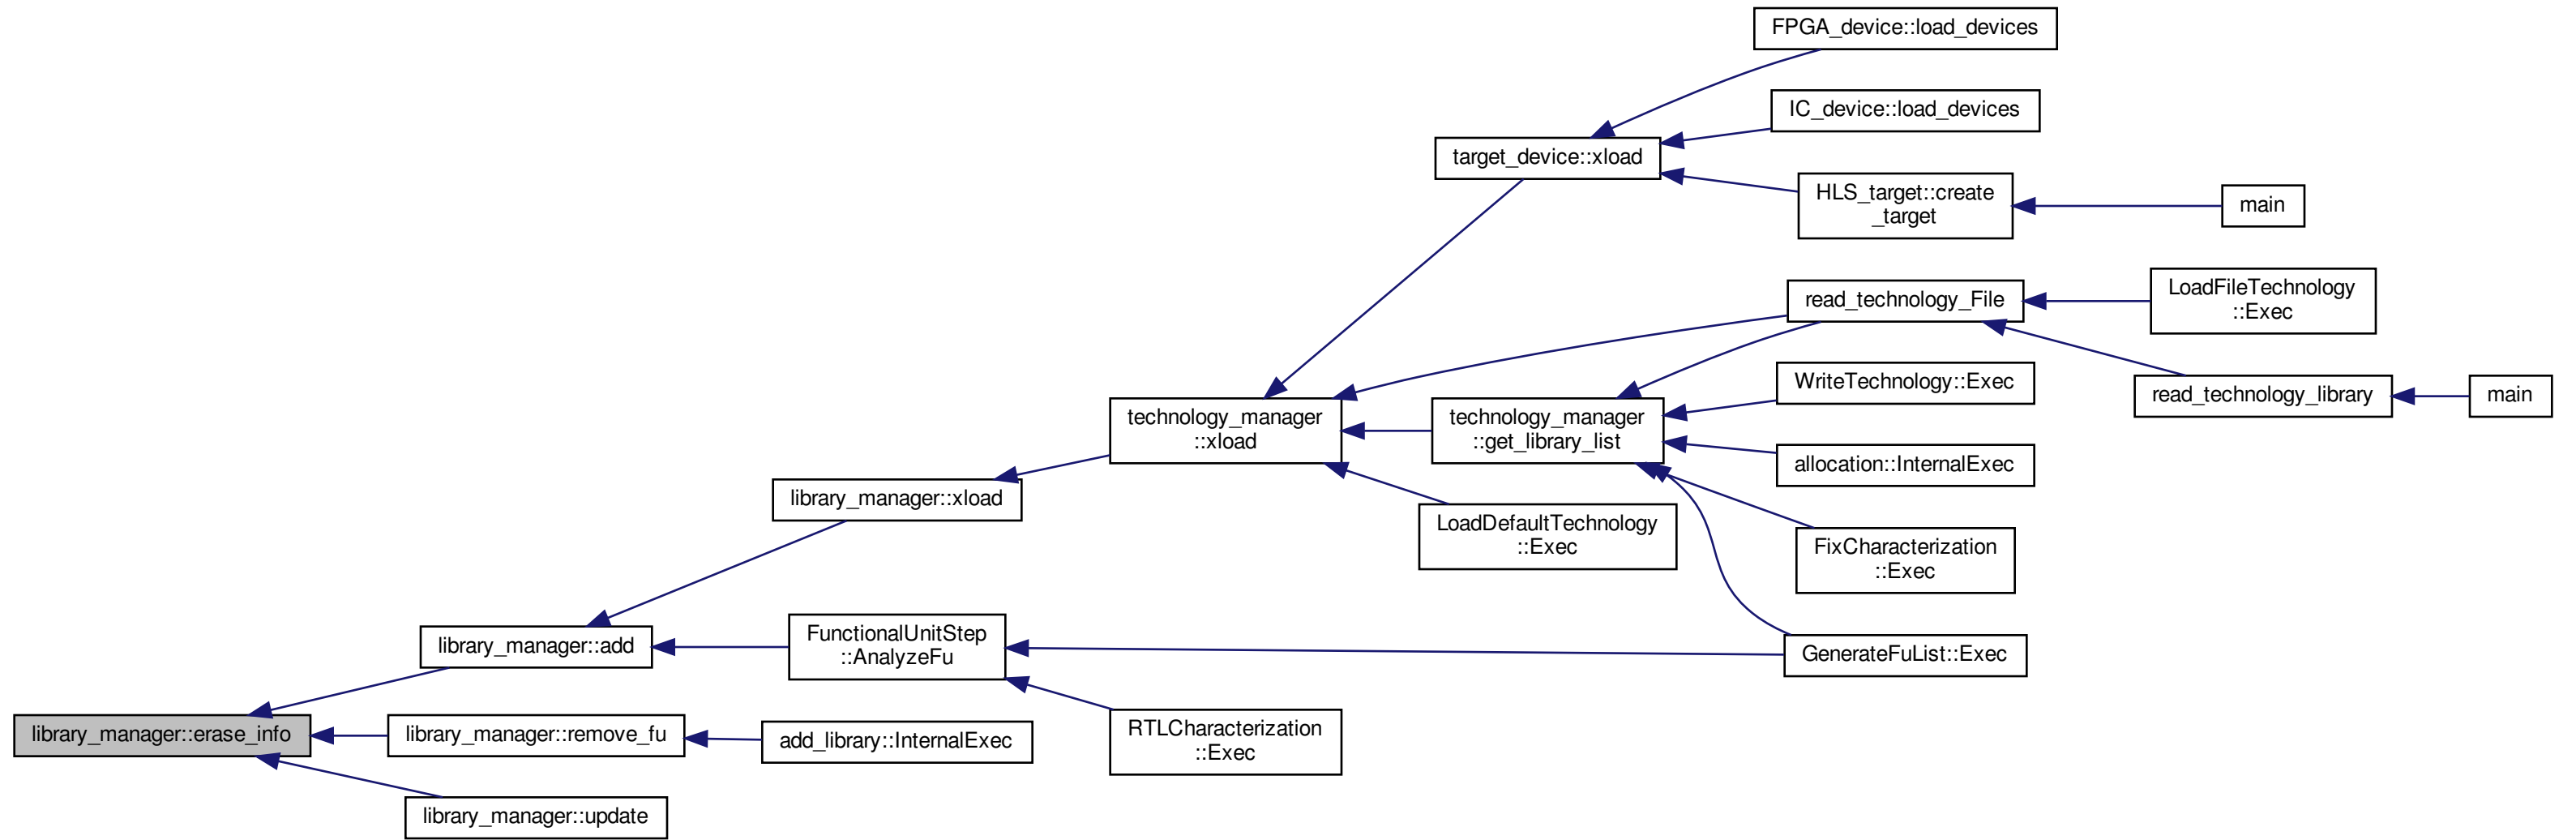 FPGA_device::load_devices
IC_device::load_devices
target_device::xload
HLS_target::create
_target
main
read_technology_File
LoadFileTechnology
::Exec
WriteTechnology::Exec
read_technology_library
main
technology_manager
::xload
technology_manager
::get_library_list
allocation::InternalExec
library_manager::xload
LoadDefaultTechnology
::Exec
FixCharacterization
::Exec
library_manager::add
FunctionalUnitStep
::AnalyzeFu
GenerateFuList::Exec
library_manager::erase_info
library_manager::remove_fu
add_library::InternalExec
RTLCharacterization
::Exec
library_manager::update